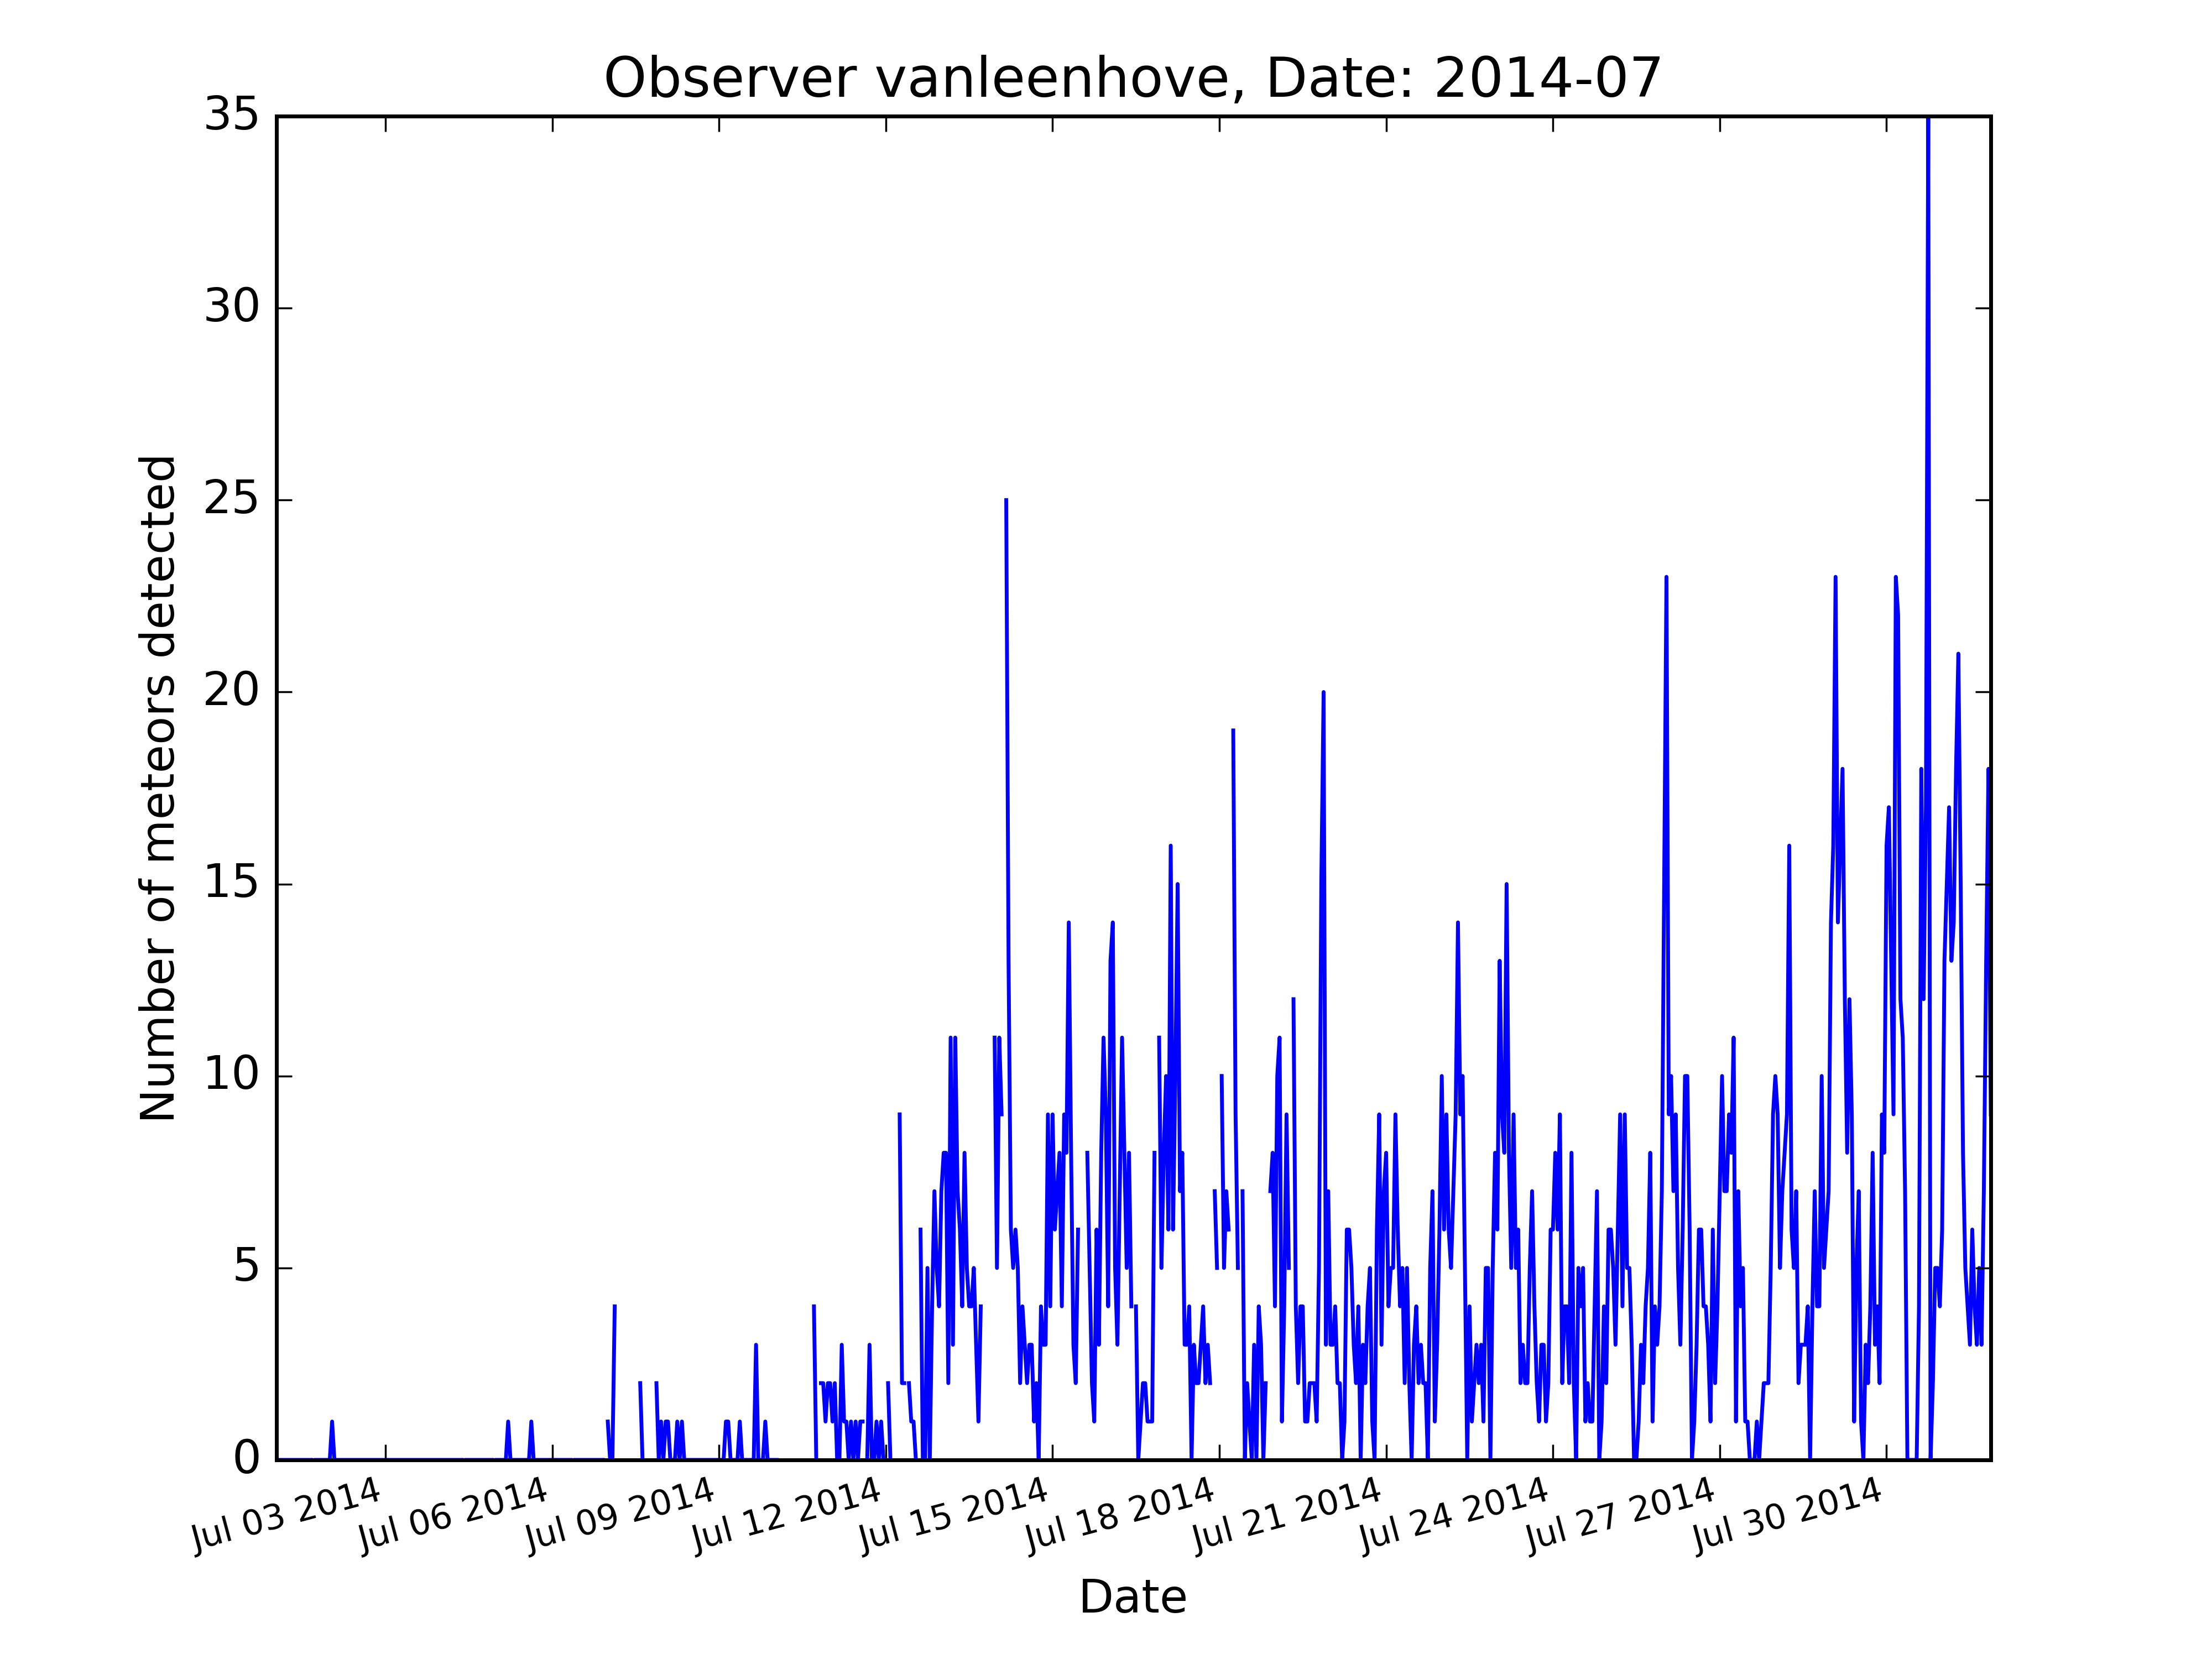 Observer vanleenhove, Date: 2014-07
Number of meteors detected
35
30
25
20
15
10
5
0
Jul 03 2014
Jul 06 2014
Jul 09 2014
Jul 12 2014
Jul 15 2014
Jul 18 2014
Jul 21 2014
Jul 24 2014
Jul 27 2014
Jul 30 2014
Date